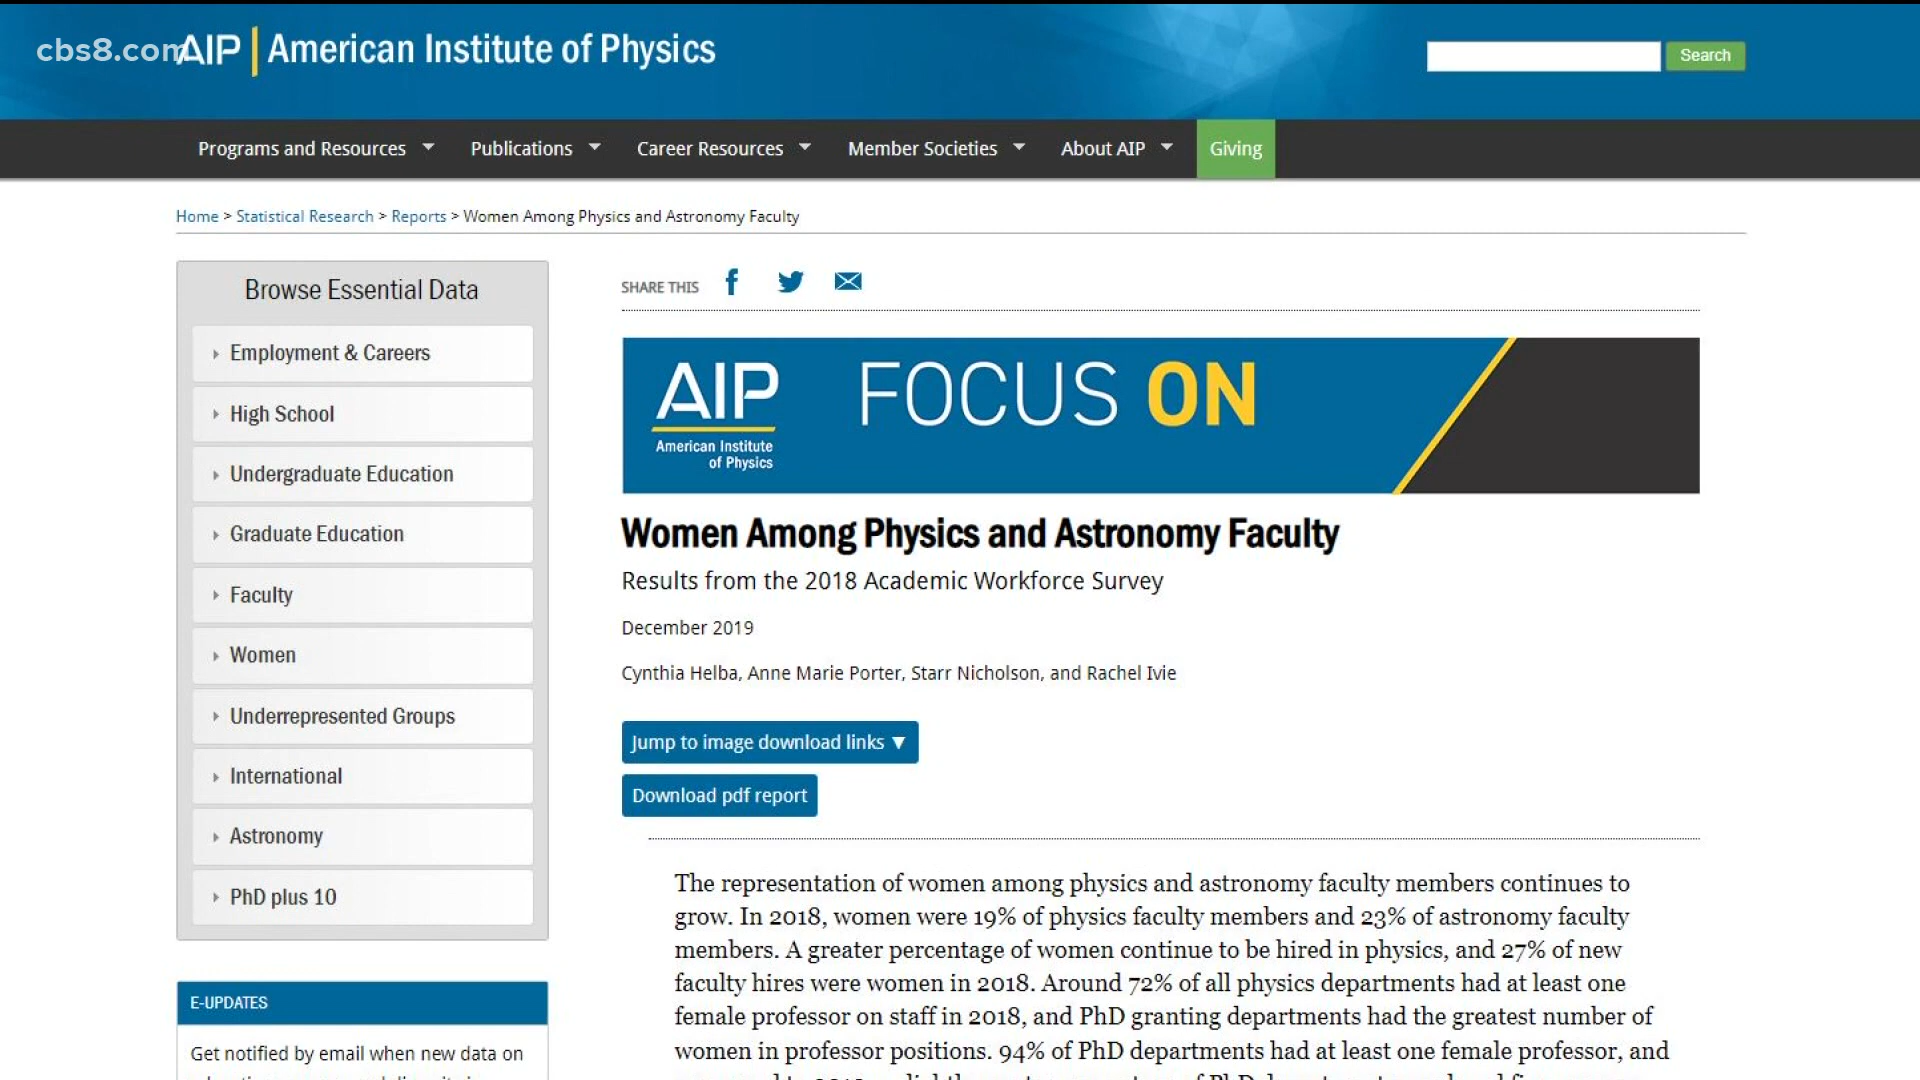 cbs8.com
AIP | American Institute of Physics
Search
Programs and Resources
Publications
Career Resources
Member Societies
About AIP
Giving
Home > Statistical Research > Reports > Women Among Physics and Astronomy Faculty
Browse Essential Data
Employment & Careers
High School
Undergraduate Education
Graduate Education
Faculty
Women
Underrepresented Groups
International
Astronomy
PhD plus 10
E-UPDATES
Get notified by email when new data on
SHARE THIS
AIP
American Institute
of Physics
FOCUS ON
Women Among Physics and Astronomy Faculty
Results from the 2018 Academic Workforce Survey
December 2019
Cynthia Helba, Anne Marie Porter, Starr Nicholson, and Rachel Ivie
Jump to image download links ▼
Download pdf report
The representation of women among physics and astronomy faculty members continues to
grow. In 2018, women were 19% of physics faculty members and 23% of astronomy faculty
members. A greater percentage of women continue to be hired in physics, and 27% of new
faculty hires were women in 2018. Around 72% of all physics departments had at least one
female professor on staff in 2018, and PhD granting departments had the greatest number of
women in professor positions. 94% of PhD departments had at least one female professor, and